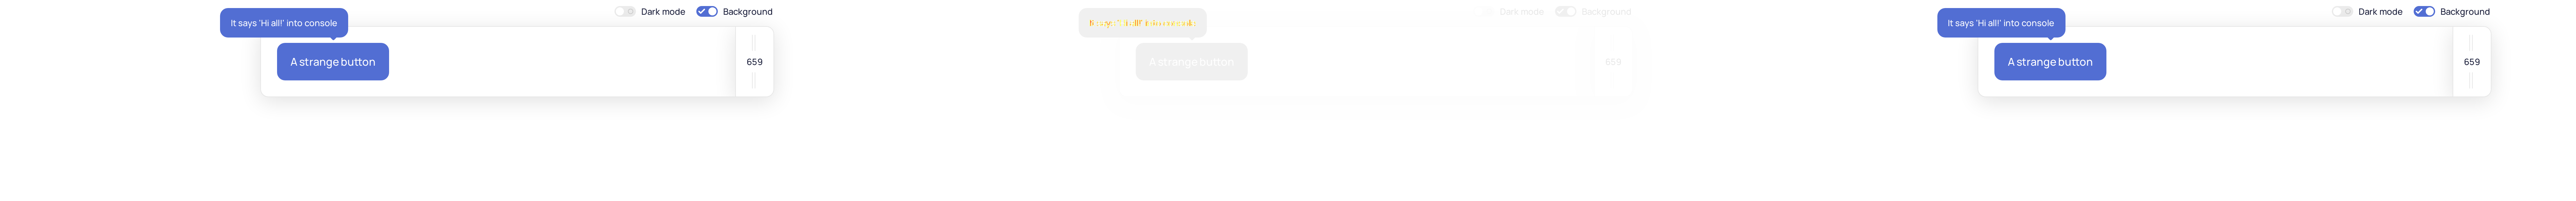 Dark mode
Background
It says 'Hi all!' into console
A strange button
659
Dark mode
Background
It says 'Hi all!' into console
A strange button
659
Dark mode
Background
It says 'Hi all!' into console
A strange button
659